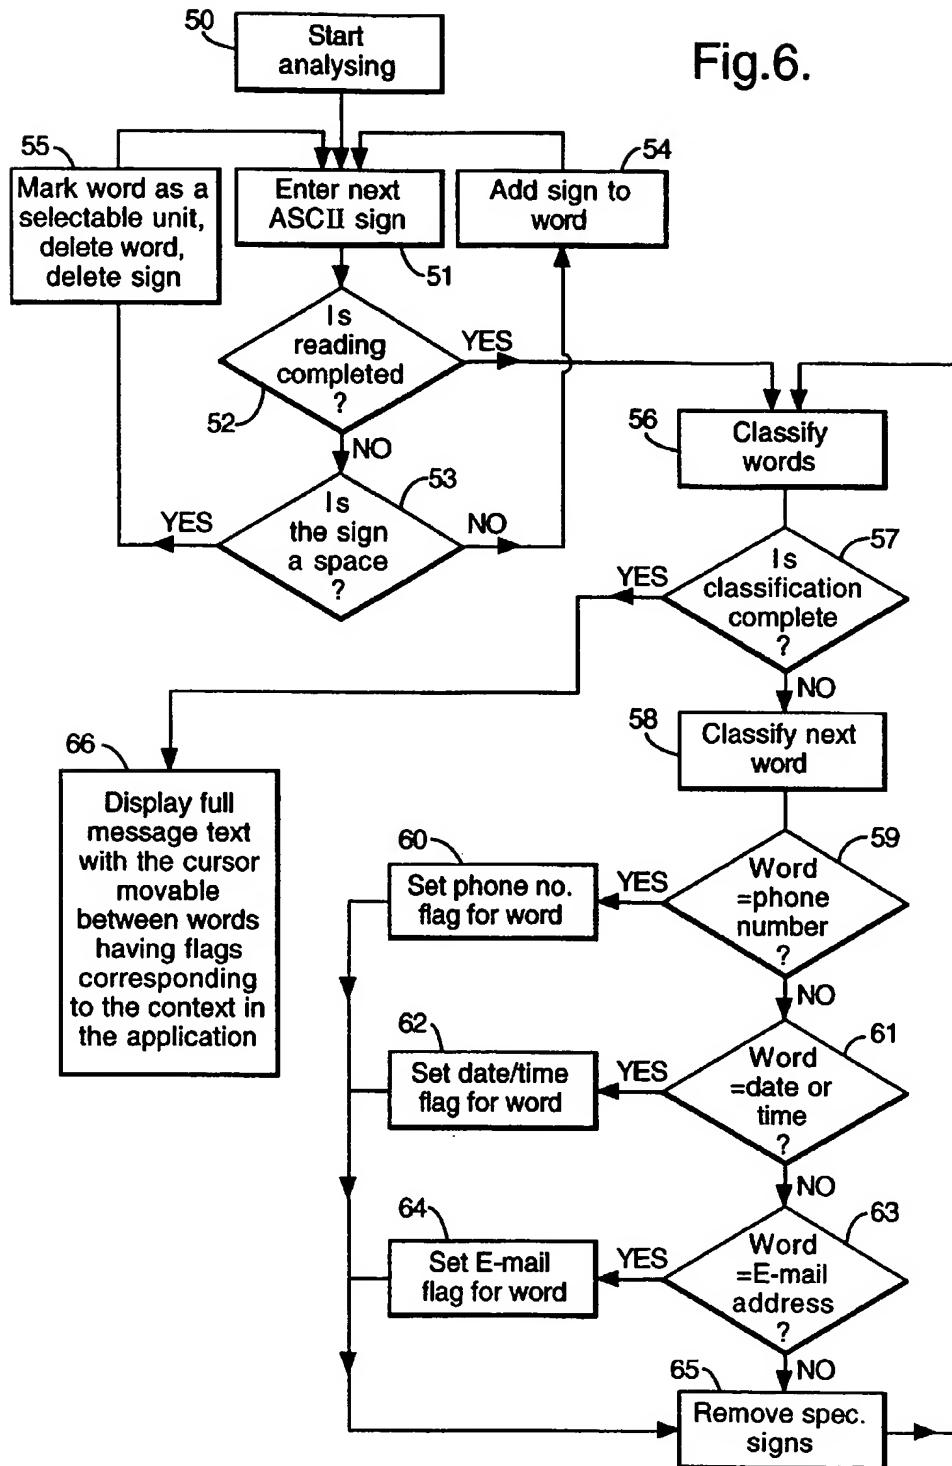 Fig.6.
50
Start
analysing
55
Mark word as a
selectable unit,
delete word,
delete sign
Enter next
ASCII sign
51
54
Add sign to
word
Is
reading
completed
?
52
YES
NO
53
Is
the sign
a space
?
YES
NO
56
Classify
words
57
Is
classification
complete
?
YES
NO
58
Classify next
word
66
Display full
message text
with the cursor
movable
between words
having flags
corresponding
to the context in
the application
59
Word
=phone
number
?
YES
NO
60
Set phone no.
flag for word
61
Word
=date or
time
?
YES
NO
62
Set date/time
flag for word
63
Word
=E-mail
address
?
YES
NO
64
Set E-mail
flag for word
65
Remove spec.
signs